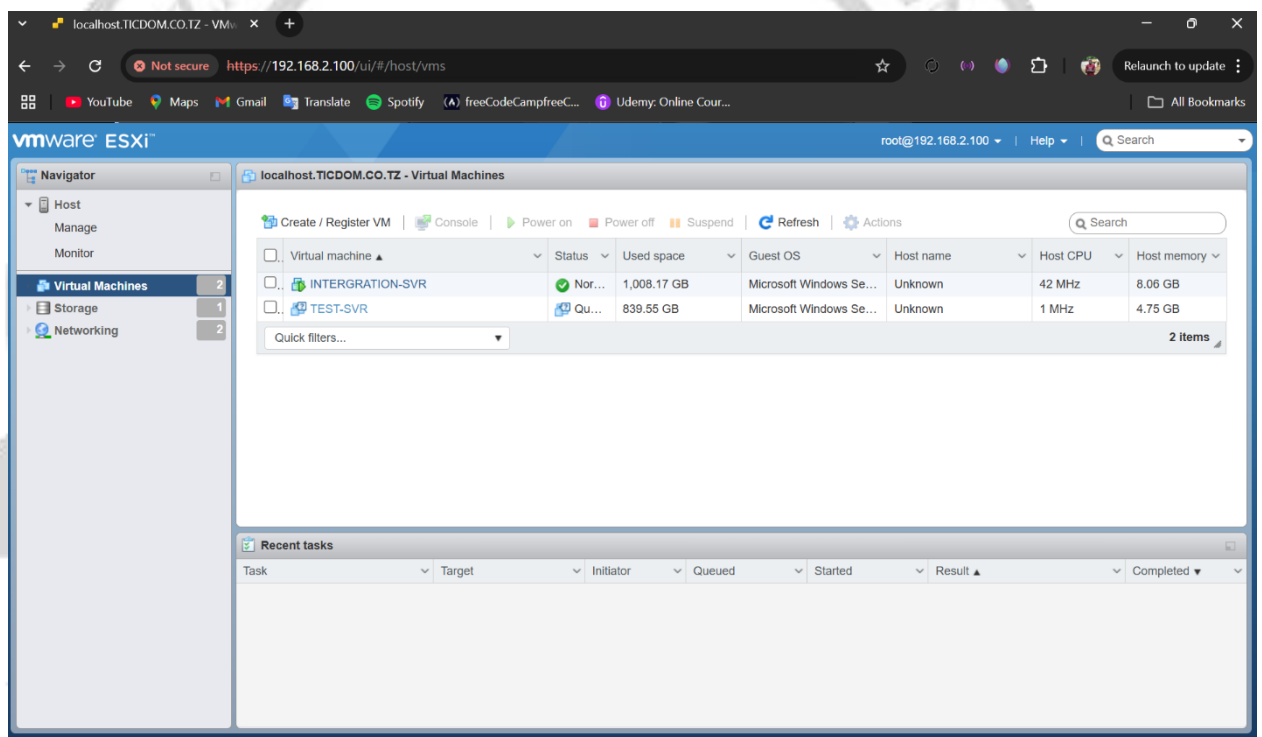 localhost.TICDOM.CO.TZ - VMw
Not secure https://192.168.2.100/ui/#/host/vms Relaunch to update
YouTube Maps Gmail Translate Spotify freeCodeCampfreeC... Udemy: Online Cour... All Bookmarks
vmware ESXi™ root@192.168.2.100 Help Search
Navigator
localhost.TICDOM.CO.TZ - Virtual Machines
Host
Manage
Monitor
Virtual Machines 2
Storage 1
Networking 2
Create / Register VM Console Power on Power off Suspend Refresh Actions Search
Virtual machine Status Used space Guest OS Host name Host CPU Host memory
INTERGRATION-SVR Nor... 1,008.17 GB Microsoft Windows Se... Unknown 42 MHz 8.06 GB
TEST-SVR Qu... 839.55 GB Microsoft Windows Se... Unknown 1 MHz 4.75 GB
Quick filters... 2 items
Recent tasks
Task Target Initiator Queued Started Result Completed